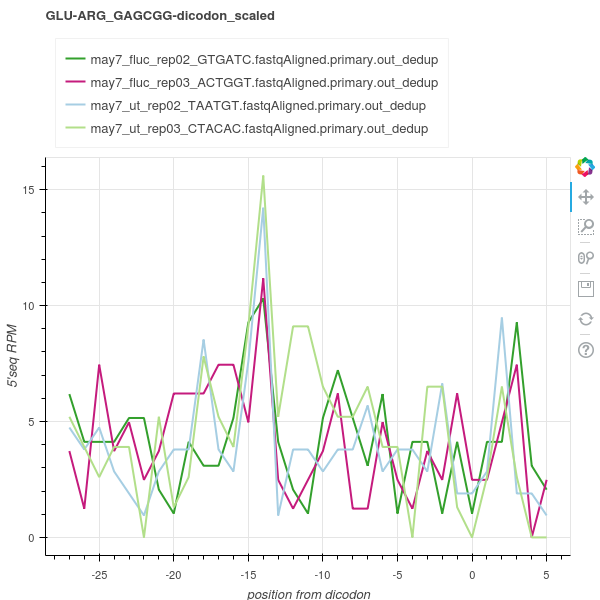 GLU-ARG_GAGCGG-dicodon_scaled
may7_fluc_rep02_GTGATC.fastqAligned.primary.out_dedup
may7_fluc_rep03_ACTGGT.fastqAligned.primary.out_dedup
may7_ut_rep02_TAATGT.fastqAligned.primary.out_dedup
may7_ut_rep03_CTACAC.fastqAligned.primary.out_dedup
15
10
5
0
5'seq RPM
-25 -20 -15 -10 -5 0 5
position from dicodon